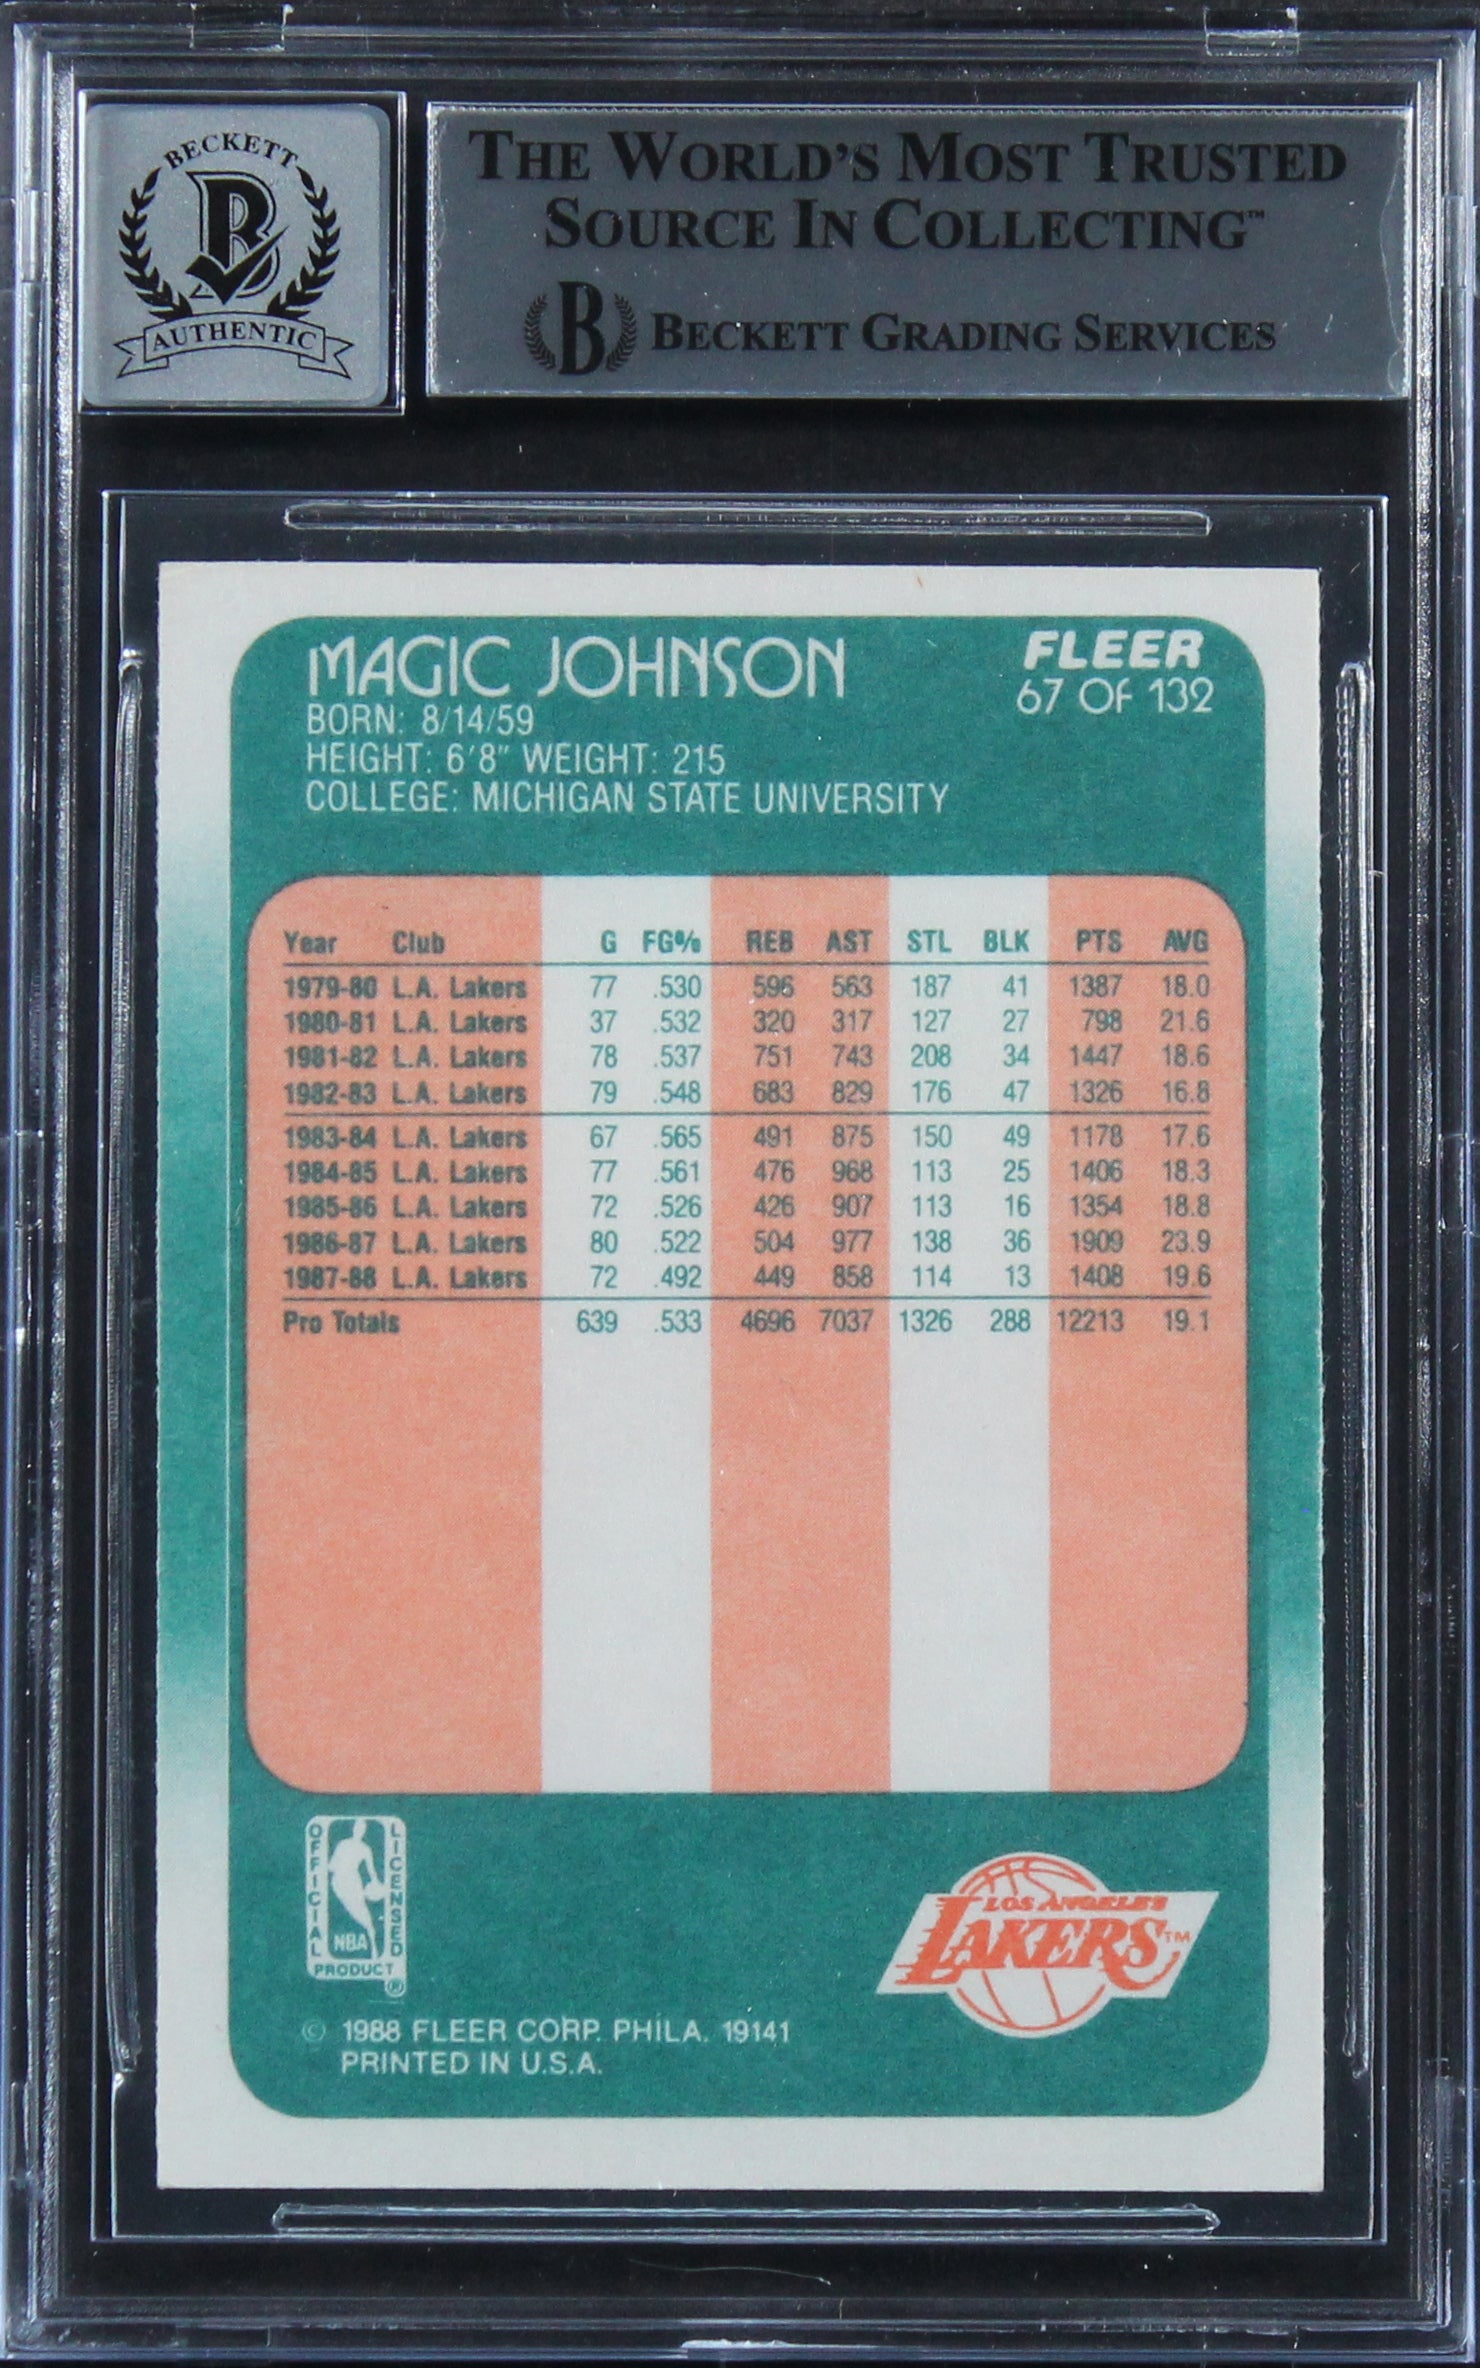 BECKETT
B
AUTHENTIC
THE WORLD'S MOST TRUSTED
SOURCE IN COLLECTING™
B BECKETT GRADING SERVICES
MAGIC JOHNSON
FLEER
67 OF 132
BORN: 8/14/59
HEIGHT: 6'8" WEIGHT: 215
COLLEGE: MICHIGAN STATE UNIVERSITY
Year Club G FG% REB AST STL BLK PTS AVG
1979-80 L.A. Lakers 77 .530 596 563 187 41 1387 18.0
1980-81 L.A. Lakers 37 .532 320 317 127 27 798 21.6
1981-82 L.A. Lakers 78 .537 751 743 208 34 1447 18.6
1982-83 L.A. Lakers 79 .548 683 829 176 47 1326 16.8
1983-84 L.A. Lakers 67 .565 491 875 150 49 1178 17.6
1984-85 L.A. Lakers 77 .561 476 968 113 25 1406 18.3
1985-86 L.A. Lakers 72 .526 426 907 113 16 1354 18.8
1986-87 L.A. Lakers 80 .522 504 977 138 36 1909 23.9
1987-88 L.A. Lakers 72 .492 449 858 114 13 1408 19.6
Pro Totals 639 .533 4696 7037 1326 288 12213 19.1
OFFICIAL
LICENSED
NBA
PRODUCT
®
LOS ANGELES
LAKERS™
© 1988 FLEER CORP. PHILA. 19141
PRINTED IN U.S.A.